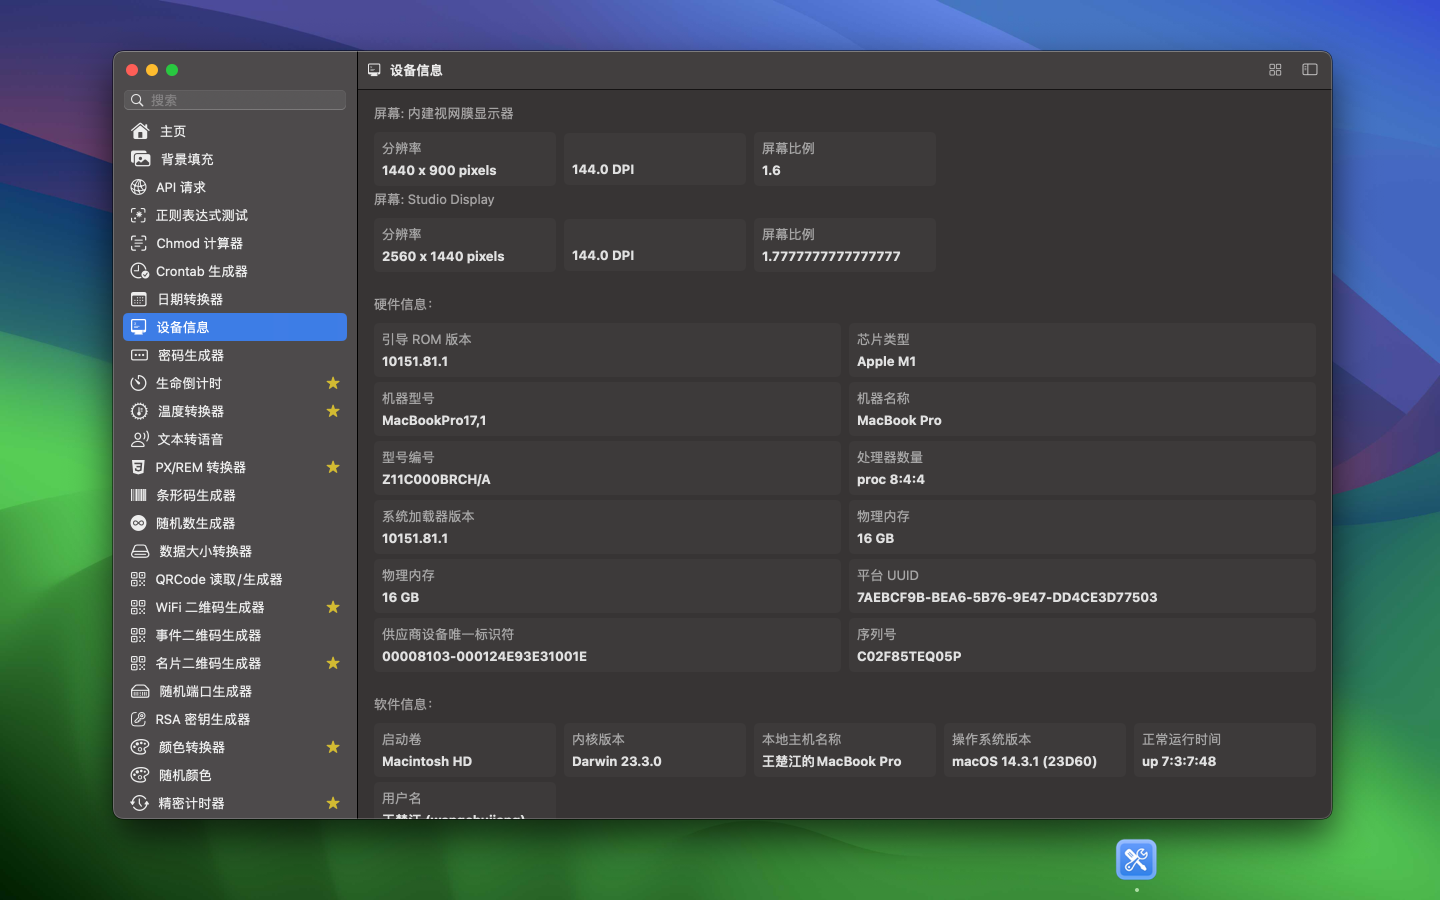 搜索
主页
背景填充
API 请求
正则表达式测试
Chmod 计算器
Crontab 生成器
日期转换器
设备信息
密码生成器
生命倒计时
温度转换器
文本转语音
PX/REM 转换器
条形码生成器
随机数生成器
数据大小转换器
QRCode 读取/生成器
WiFi 二维码生成器
事件二维码生成器
名片二维码生成器
随机端口生成器
RSA 密钥生成器
颜色转换器
随机颜色
精密计时器
设备信息
屏幕: 内建视网膜显示器
分辨率
1440 x 900 pixels
144.0 DPI
屏幕比例
1.6
屏幕: Studio Display
分辨率
2560 x 1440 pixels
144.0 DPI
屏幕比例
1.7777777777777777
硬件信息:
引导 ROM 版本
10151.81.1
芯片类型
Apple M1
机器型号
MacBookPro17,1
机器名称
MacBook Pro
型号编号
Z11C000BRCH/A
处理器数量
proc 8:4:4
系统加载器版本
10151.81.1
物理内存
16 GB
物理内存
16 GB
平台 UUID
7AEBCF9B-BEA6-5B76-9E47-DD4CE3D77503
供应商设备唯一标识符
00008103-000124E93E31001E
序列号
C02F85TEQ05P
软件信息:
启动卷
Macintosh HD
内核版本
Darwin 23.3.0
本地主机名称
王楚江的MacBook Pro
操作系统版本
macOS 14.3.1 (23D60)
正常运行时间
up 7:3:7:48
用户名
王楚江 (wangchujiang)